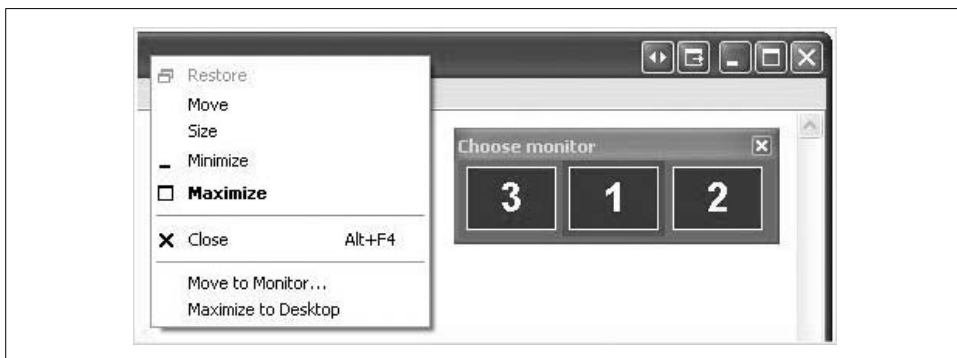 Restore
Move
Size
Minimize
Maximize
Close Alt+F4
Move to Monitor...
Maximize to Desktop
Choose monitor
3 1 2